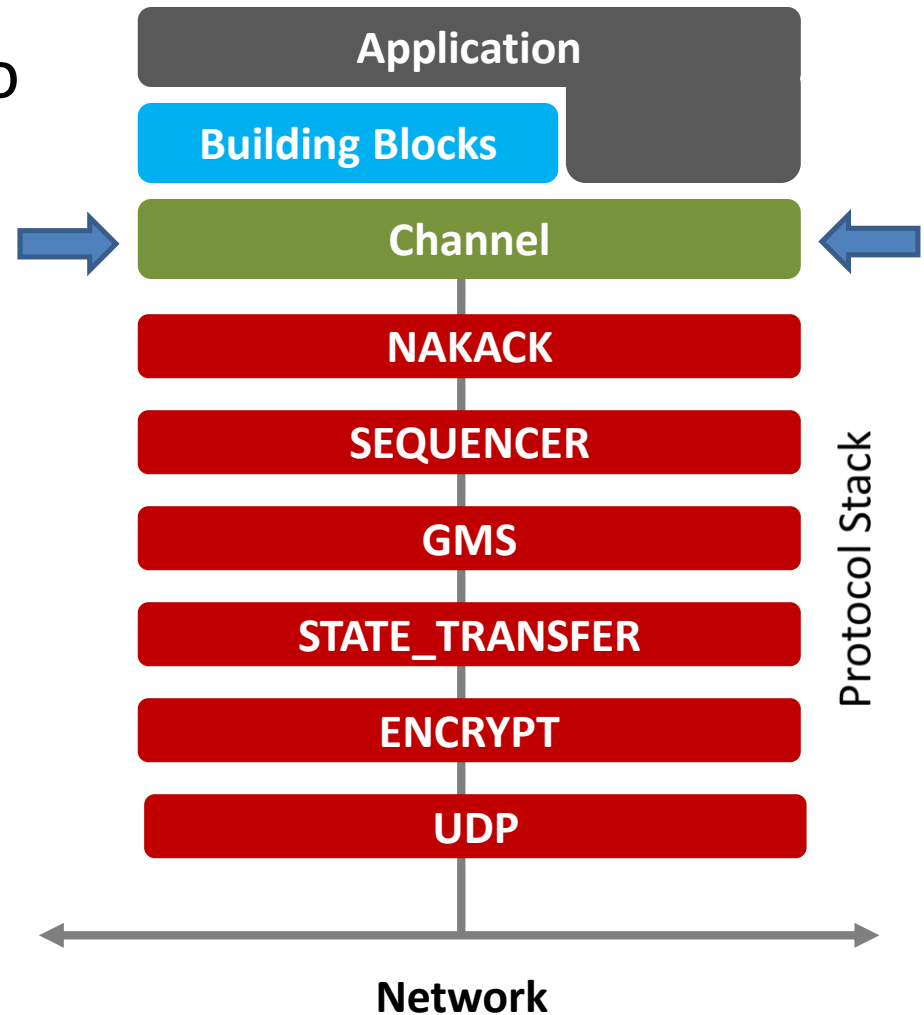 Application
Building Blocks
Channel
NAKACK
SEQUENCER
GMS
STATE_TRANSFER
ENCRYPT
UDP
Protocol Stack
Network